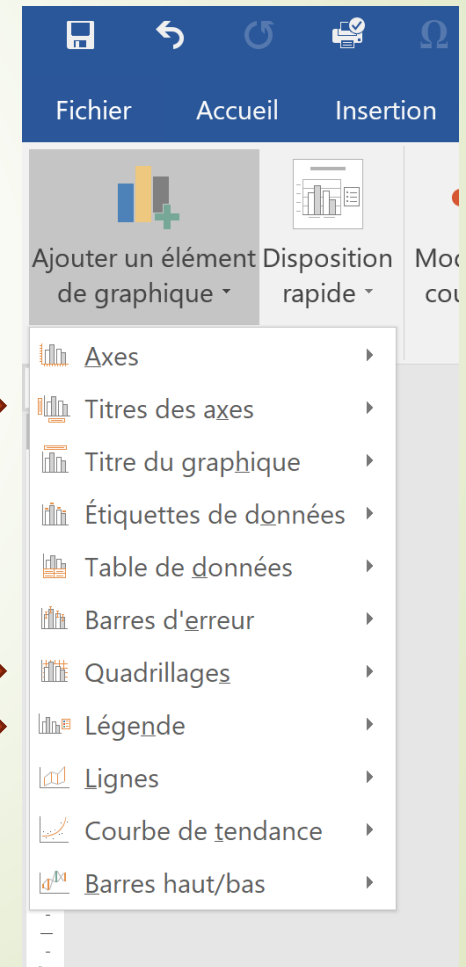 Fichier Accueil Insertion
Ajouter un élément
de graphique
Disposition
rapide
Axes
Titres des axes
Titre du graphique
Étiquettes de données
Table de données
Barres d'erreur
Quadrillages
Légende
Lignes
Courbe de tendance
Barres haut/bas